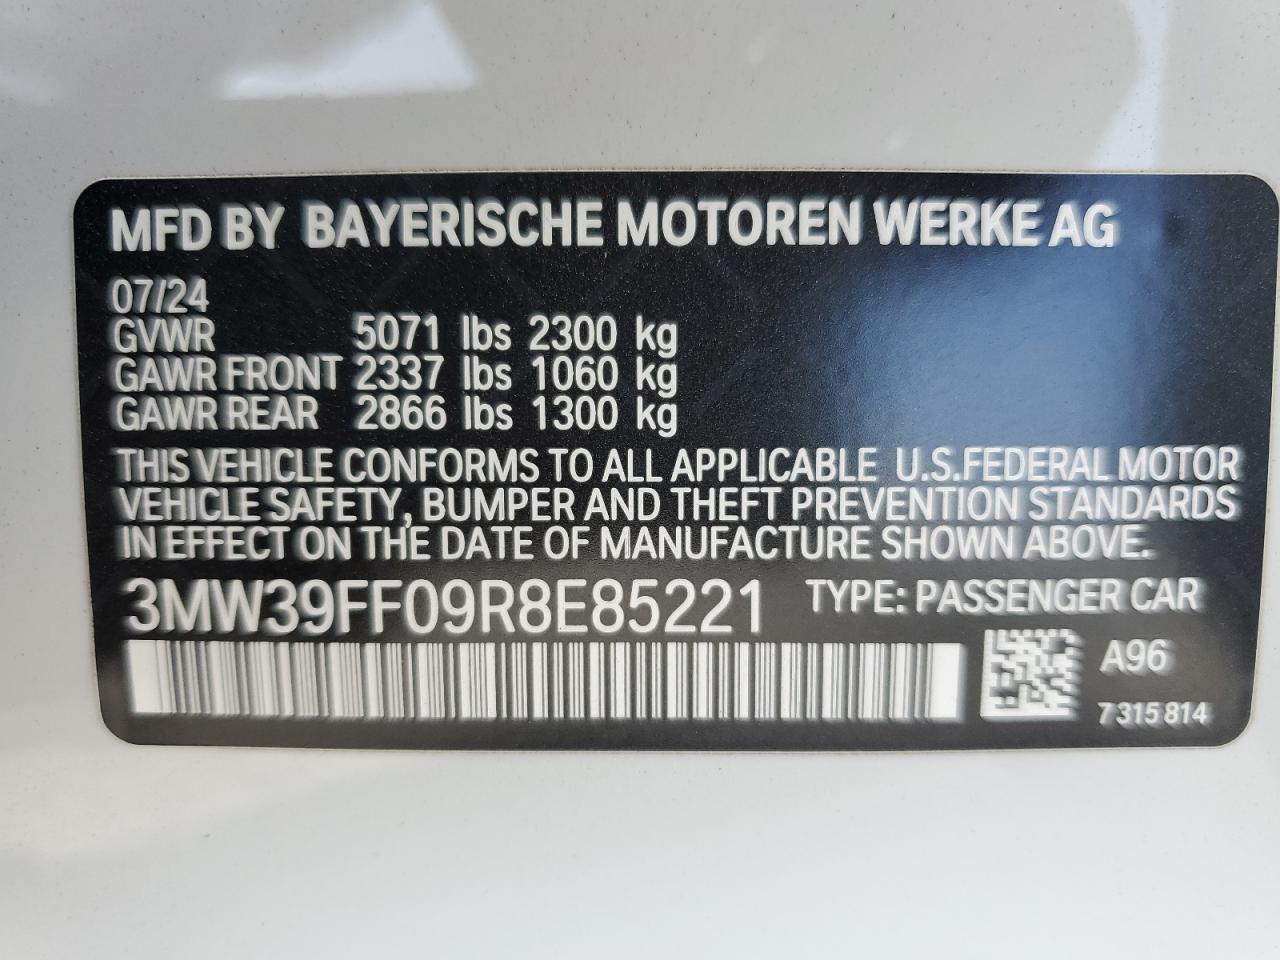 MFD BY BAYERISCHE MOTOREN WERKE AG
07/24
GVWR 5071 lbs 2300 kg
GAWR FRONT 2337 lbs 1060 kg
GAWR REAR 2866 lbs 1300 kg
THIS VEHICLE CONFORMS TO ALL APPLICABLE U.S.FEDERAL MOTOR
VEHICLE SAFETY, BUMPER AND THEFT PREVENTION STANDARDS
IN EFFECT ON THE DATE OF MANUFACTURE SHOWN ABOVE.
3MW39FF09R8E85221 TYPE: PASSENGER CAR
A96
7 315 814